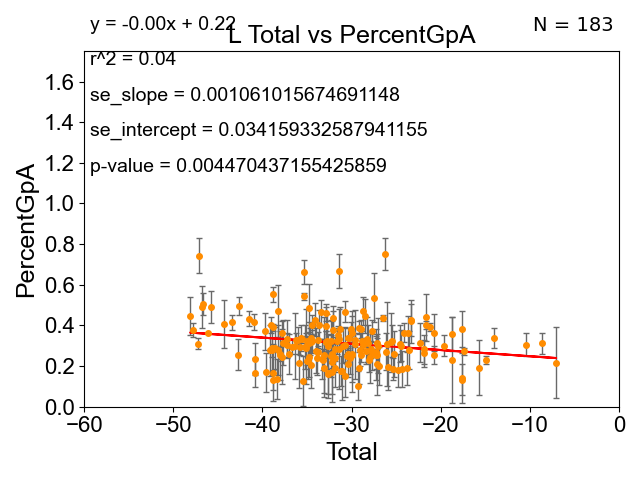 y = -0.00x + 0.22
N = 183
L Total vs PercentGpA
r^2 = 0.04
se_slope = 0.001061015674691148
se_intercept = 0.034159332587941155
p-value = 0.004470437155425859
PercentGpA
1.6
1.4
1.2
1.0
0.8
0.6
0.4
0.2
0.0
−60 −50 −40 −30 −20 −10 0
Total